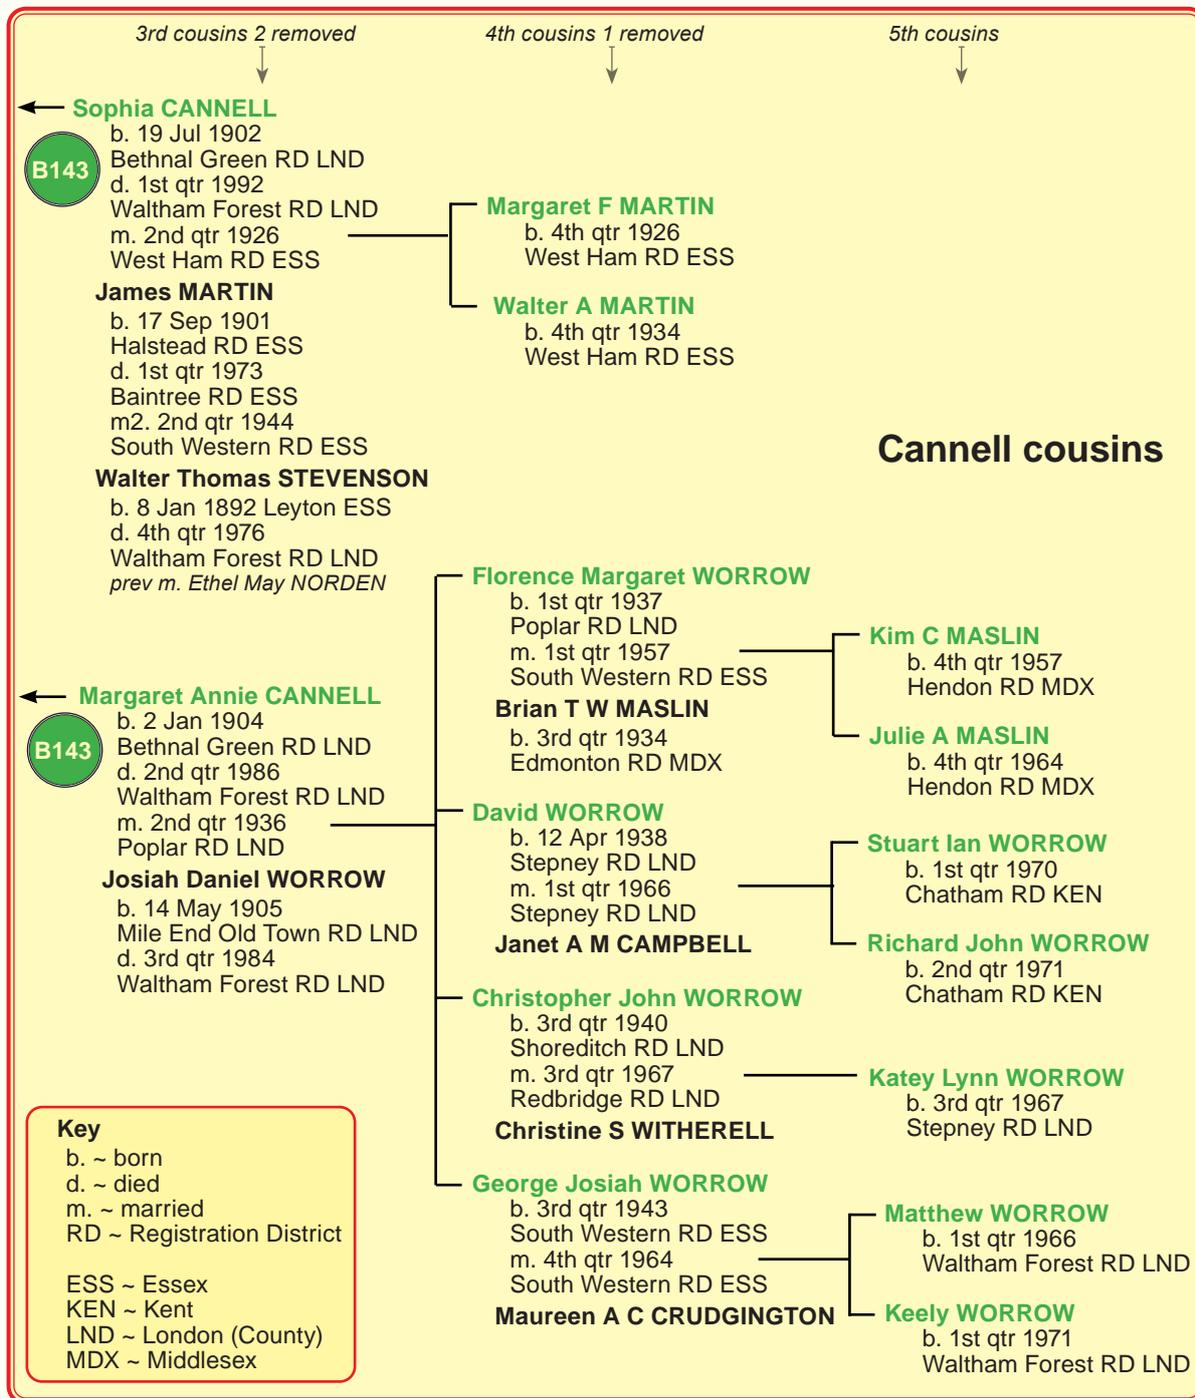 3rd cousins 2 removed
4th cousins 1 removed
5th cousins
Sophia CANNELL
B143
b. 19 Jul 1902
Bethnal Green RD LND
d. 1st qtr 1992
Waltham Forest RD LND
m. 2nd qtr 1926
West Ham RD ESS
James MARTIN
b. 17 Sep 1901
Halstead RD ESS
d. 1st qtr 1973
Baintree RD ESS
m2. 2nd qtr 1944
South Western RD ESS
Walter Thomas STEVENSON
b. 8 Jan 1892 Leyton ESS
d. 4th qtr 1976
Waltham Forest RD LND
prev m. Ethel May NORDEN
Margaret F MARTIN
b. 4th qtr 1926
West Ham RD ESS
Walter A MARTIN
b. 4th qtr 1934
West Ham RD ESS
Cannell cousins
Margaret Annie CANNELL
B143
b. 2 Jan 1904
Bethnal Green RD LND
d. 2nd qtr 1986
Waltham Forest RD LND
m. 2nd qtr 1936
Poplar RD LND
Josiah Daniel WORROW
b. 14 May 1905
Mile End Old Town RD LND
d. 3rd qtr 1984
Waltham Forest RD LND
Florence Margaret WORROW
b. 1st qtr 1937
Poplar RD LND
m. 1st qtr 1957
South Western RD ESS
Brian T W MASLIN
b. 3rd qtr 1934
Edmonton RD MDX
Kim C MASLIN
b. 4th qtr 1957
Hendon RD MDX
Julie A MASLIN
b. 4th qtr 1964
Hendon RD MDX
David WORROW
b. 12 Apr 1938
Stepney RD LND
m. 1st qtr 1966
Stepney RD LND
Janet A M CAMPBELL
Stuart Ian WORROW
b. 1st qtr 1970
Chatham RD KEN
Richard John WORROW
b. 2nd qtr 1971
Chatham RD KEN
Christopher John WORROW
b. 3rd qtr 1940
Shoreditch RD LND
m. 3rd qtr 1967
Redbridge RD LND
Christine S WITHERELL
Katey Lynn WORROW
b. 3rd qtr 1967
Stepney RD LND
George Josiah WORROW
b. 3rd qtr 1943
South Western RD ESS
m. 4th qtr 1964
South Western RD ESS
Maureen A C CRUDGINGTON
Matthew WORROW
b. 1st qtr 1966
Waltham Forest RD LND
Keely WORROW
b. 1st qtr 1971
Waltham Forest RD LND
Key
b. ~ born
d. ~ died
m. ~ married
RD ~ Registration District
ESS ~ Essex
KEN ~ Kent
LND ~ London (County)
MDX ~ Middlesex